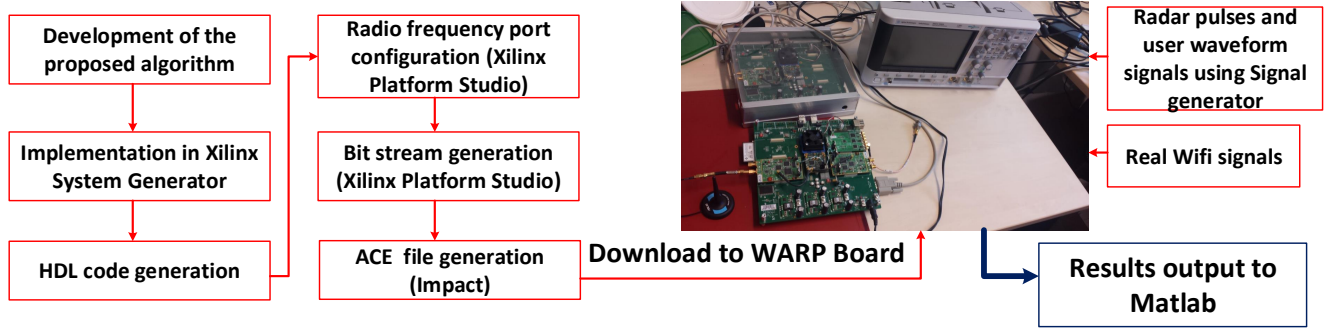 Development of the
proposed algorithm
Implementation in Xilinx
System Generator
HDL code generation
Radio frequency port
configuration (Xilinx
Platform Studio)
Bit stream generation
(Xilinx Platform Studio)
ACE file generation
(Impact)
Download to WARP Board
Radar pulses and
user waveform
signals using Signal
generator
Real Wifi signals
Results output to
Matlab